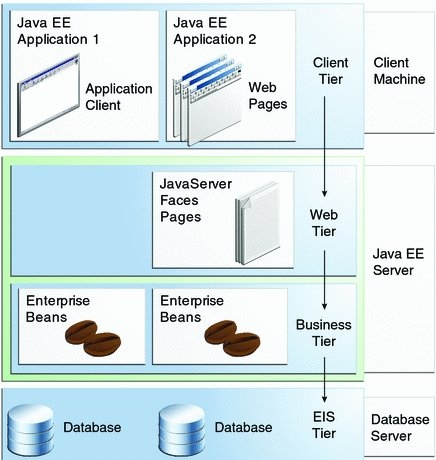 Java EE
Application 1
Java EE
Application 2
Application
Client
Web
Pages
Client
Tier
Client
Machine
JavaServer
Faces
Pages
Web
Tier
Java EE
Server
Enterprise
Beans
Enterprise
Beans
Business
Tier
Database
Database
EIS
Tier
Database
Server